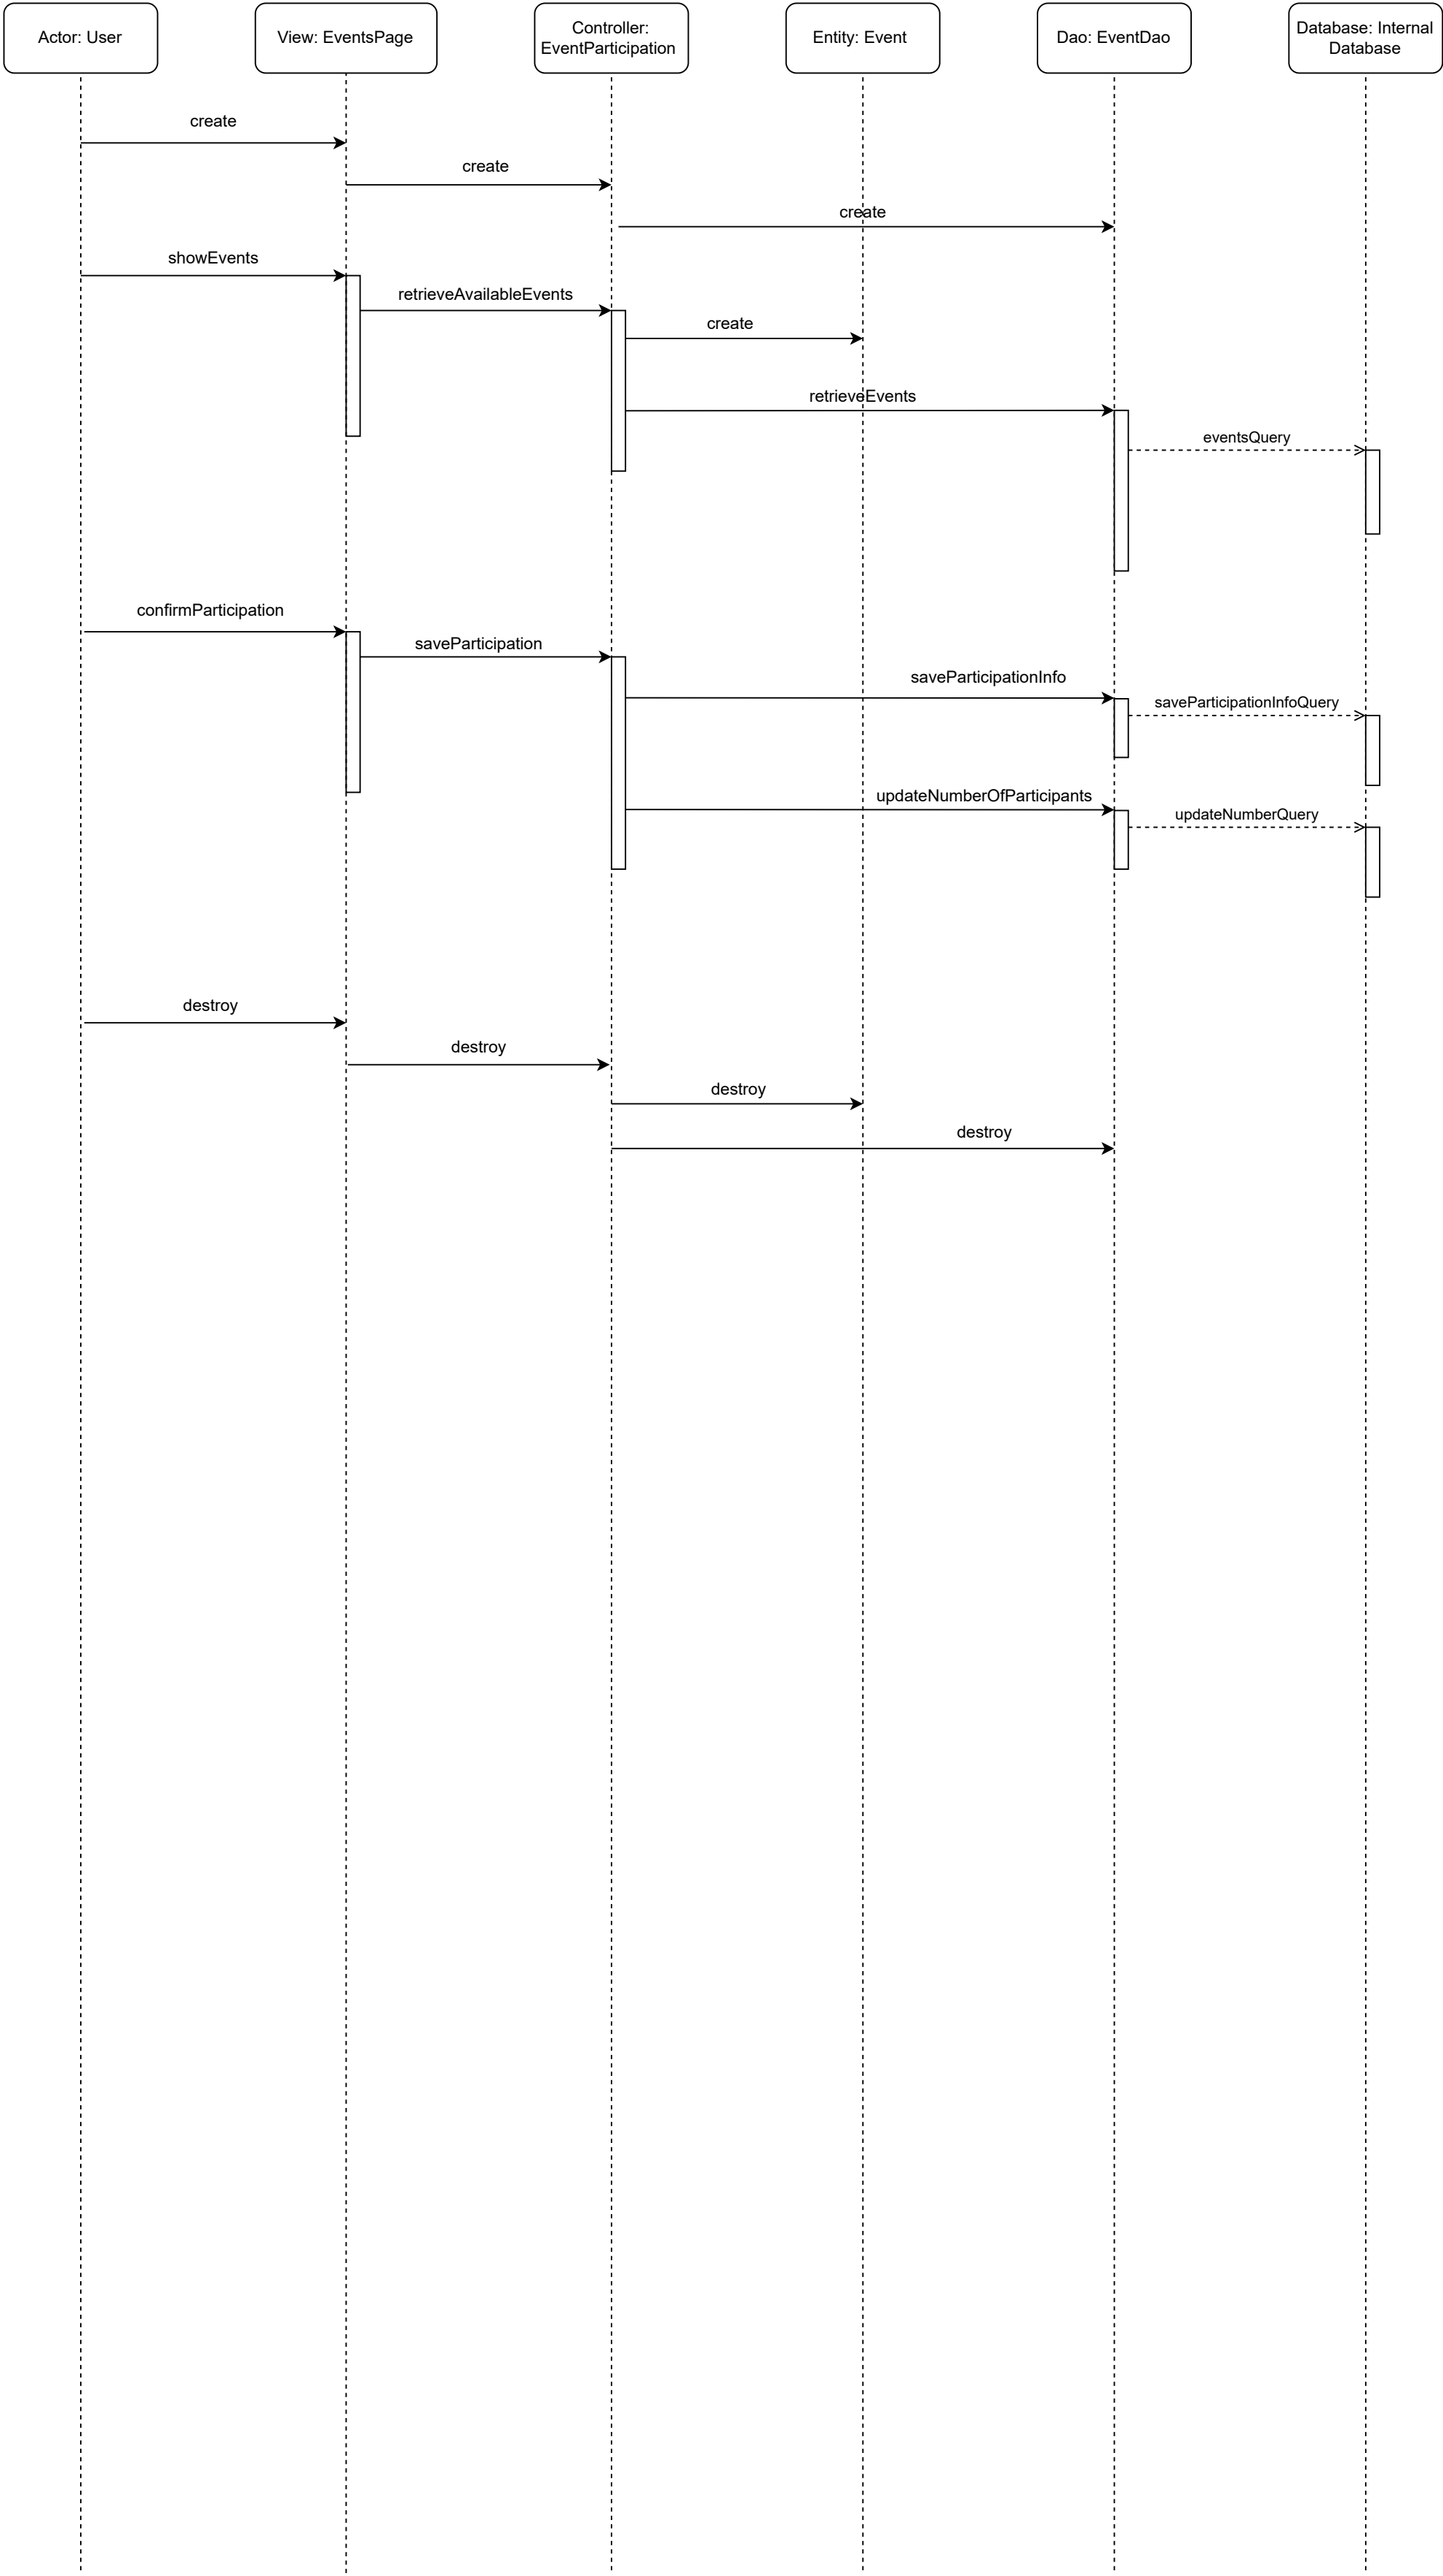 Actor: User
View: EventsPage
Controller:
EventParticipation
Entity: Event
Dao: EventDao
Database: Internal
Database
create
create
create
showEvents
retrieveAvailableEvents
create
retrieveEvents
eventsQuery
confirmParticipation
saveParticipation
saveParticipationInfo
saveParticipationInfoQuery
updateNumberOfParticipants
updateNumberQuery
destroy
destroy
destroy
destroy